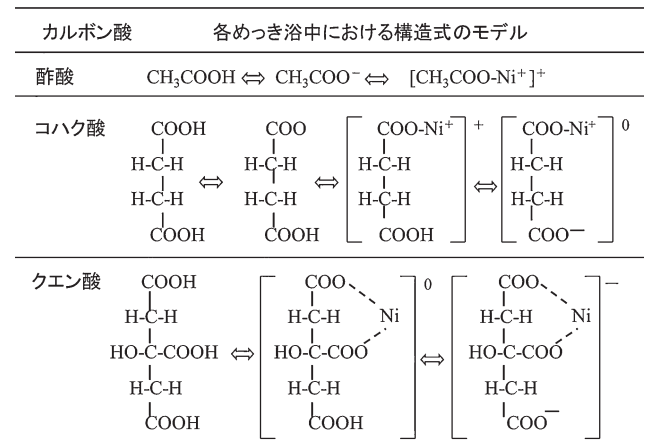 カルボン酸 各めっき浴中における構造式のモデル
酢酸 CH₃COOH ⇔ CH₃COO⁻ ⇔ [CH₃COO-Ni⁺]⁺
コハク酸 COOH COO COO-Ni⁺ + COO-Ni⁺ 0
H-C-H H-C-H H-C-H H-C-H
⇔ ⇔ ⇔
H-C-H H-C-H H-C-H H-C-H
COOH COOH COOH COO⁻
クエン酸 COOH COO 0 COO −
H-C-H H-C-H Ni H-C-H Ni
HO-C-COOH ⇔ HO-C-COO ⇔ HO-C-COO
H-C-H H-C-H H-C-H
COOH COOH COO⁻